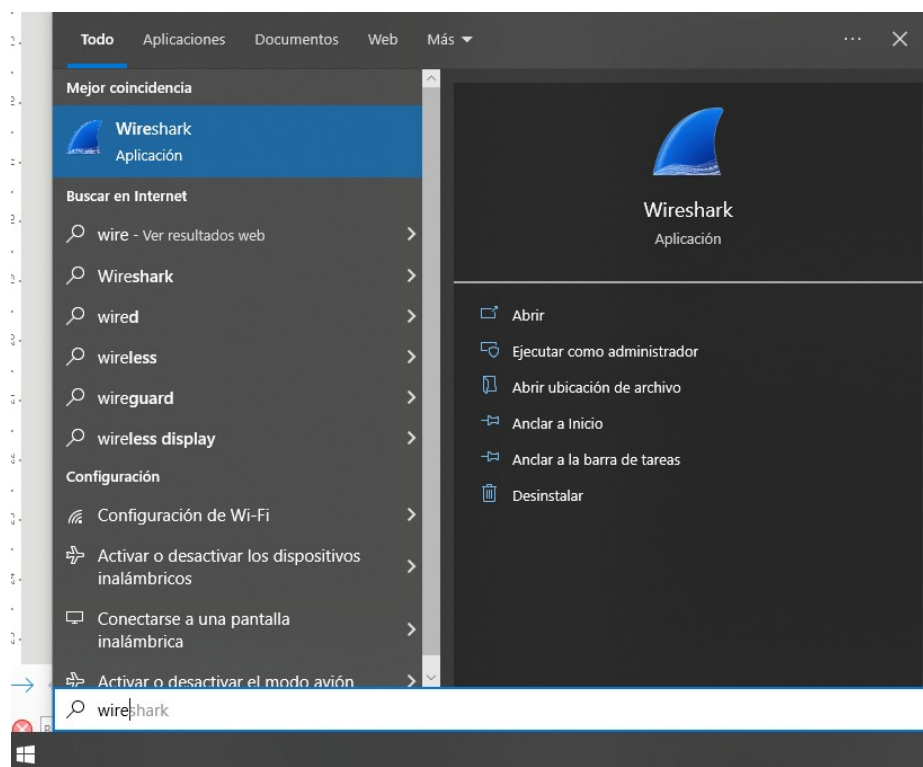 Todo Aplicaciones Documentos Web Más
Mejor coincidencia
Wireshark
Aplicación
Buscar en Internet
wire - Ver resultados web
Wireshark
wired
wireless
wireguard
wireless display
Configuración
Configuración de Wi-Fi
Activar o desactivar los dispositivos
inalámbricos
Conectarse a una pantalla
inalámbrica
Activar o desactivar el modo avión
Wireshark
Aplicación
Abrir
Ejecutar como administrador
Abrir ubicación de archivo
Anclar a Inicio
Anclar a la barra de tareas
Desinstalar
wireshark